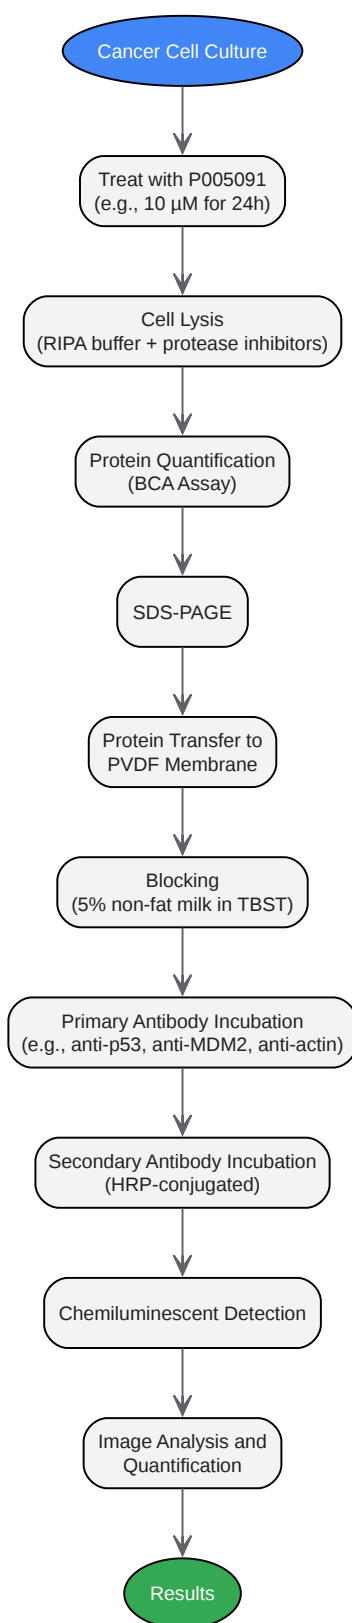 Cancer Cell Culture
Treat with P005091
(e.g., 10 µM for 24h)
Cell Lysis
(RIPA buffer + protease inhibitors)
Protein Quantification
(BCA Assay)
SDS-PAGE
Protein Transfer to
PVDF Membrane
Blocking
(5% non-fat milk in TBST)
Primary Antibody Incubation
(e.g., anti-p53, anti-MDM2, anti-actin)
Secondary Antibody Incubation
(HRP-conjugated)
Chemiluminescent Detection
Image Analysis and
Quantification
Results